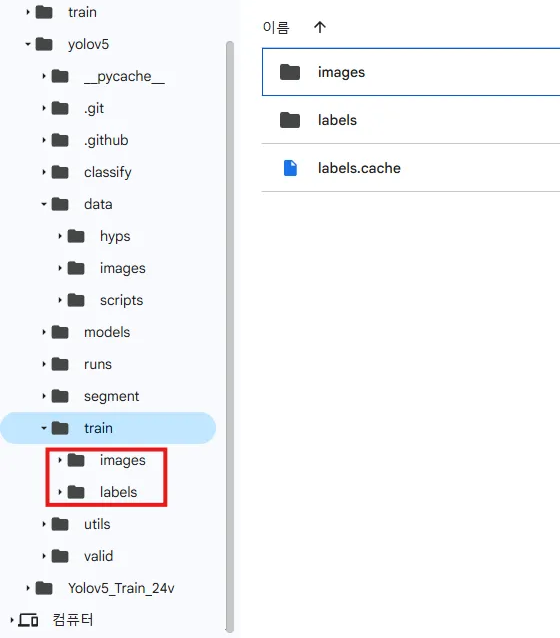 train
yolov5
__pycache__
.git
.github
classify
data
hyps
images
scripts
models
runs
segment
train
images
labels
utils
valid
Yolov5_Train_24v
컴퓨터
이름
images
labels
labels.cache